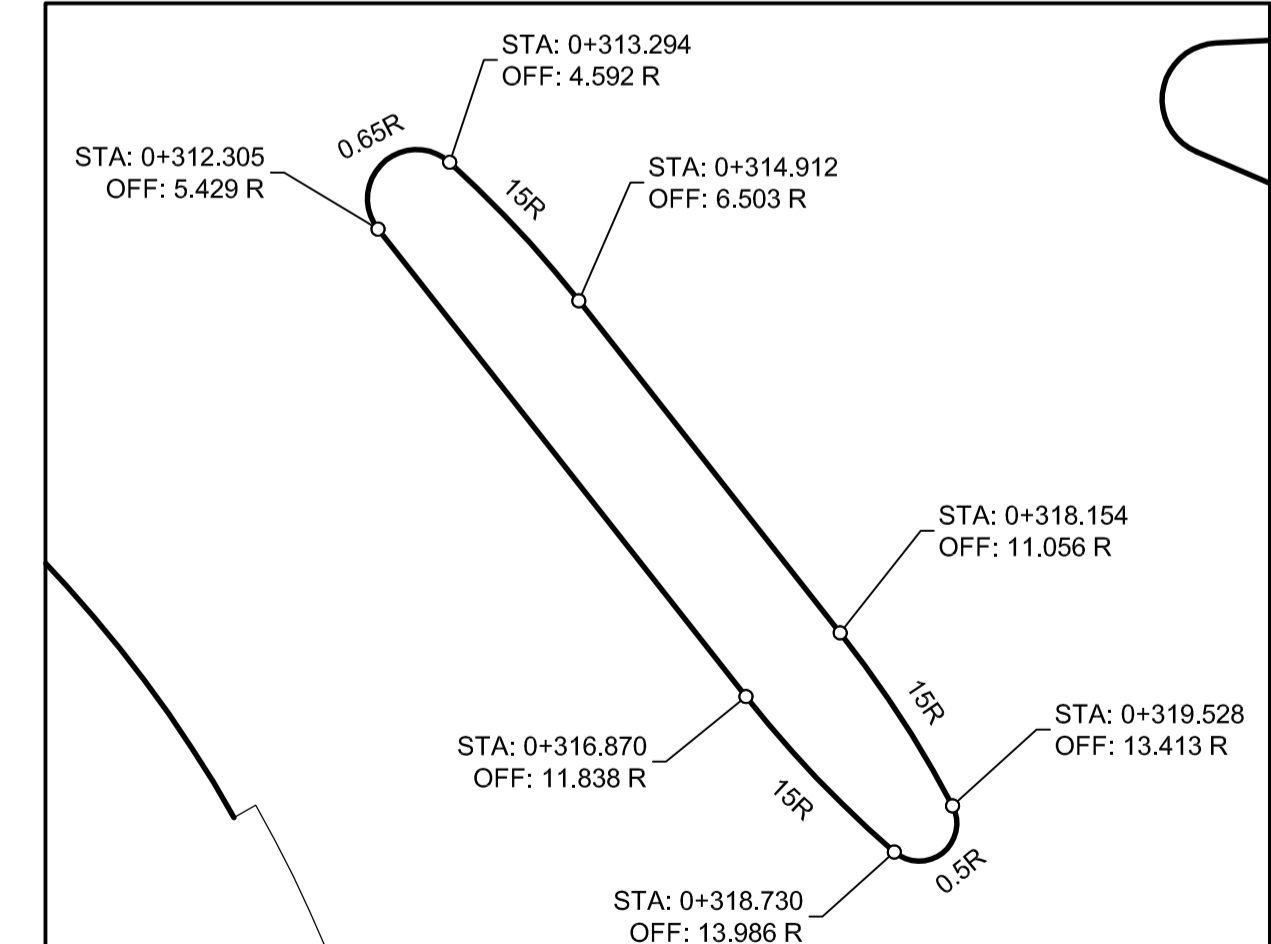 STA: 0+313.294
OFF: 4.592 R
0.65R
STA: 0+312.305
OFF: 5.429 R
STA: 0+314.912
OFF: 6.503 R
15R
STA: 0+318.154
OFF: 11.056 R
15R
STA: 0+319.528
OFF: 13.413 R
STA: 0+316.870
OFF: 11.838 R
15R
0.5R
STA: 0+318.730
OFF: 13.986 R